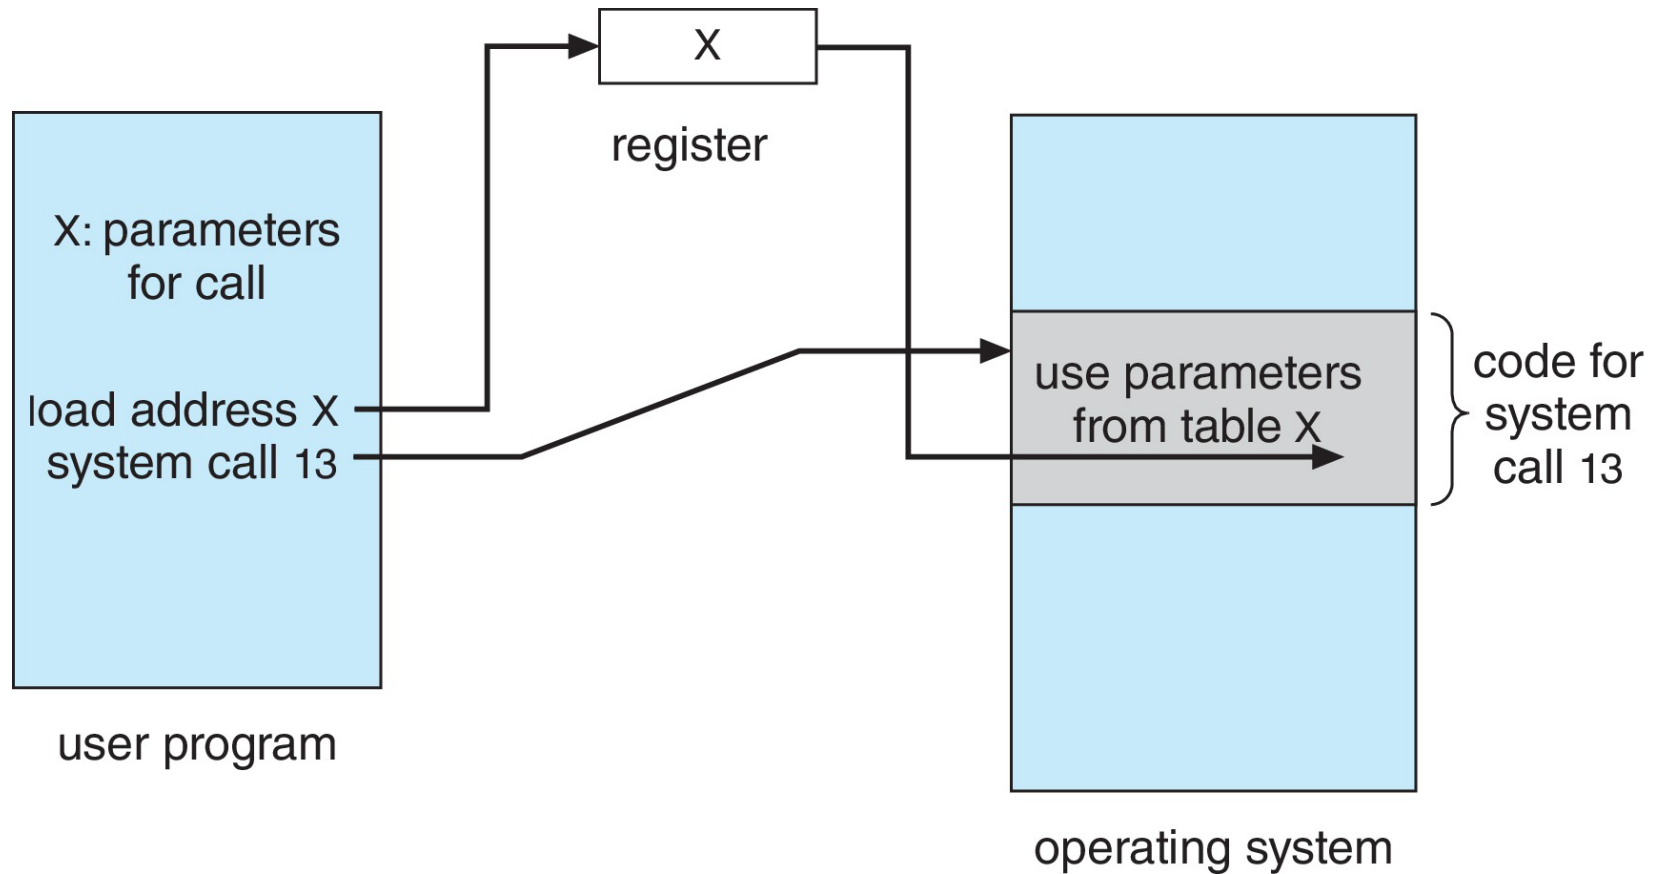 X
register
X: parameters
for call
load address X
system call 13
user program
use parameters
from table X
code for
system
call 13
operating system